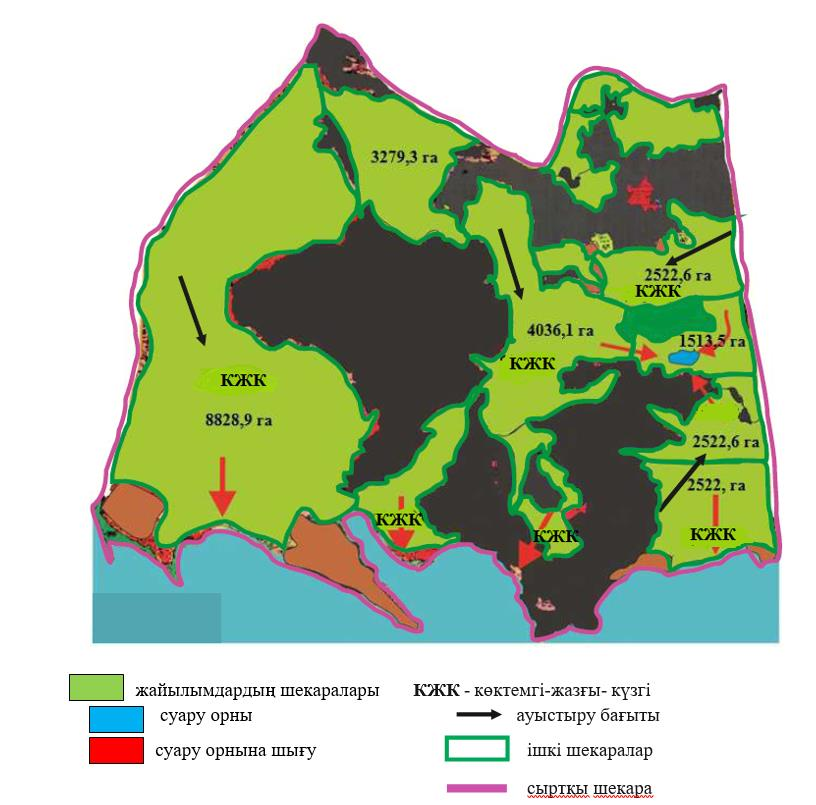 3279,3 га
2522,6 га
КЖК
4036,1 га
1513,5 га
КЖК
КЖК
8828,9 га
2522,6 га
2522, га
КЖК
КЖК
КЖК
жайылымдардың шекаралары
КЖК - көктемгі-жазғы- күзгі
суару орны
ауыстыру бағыты
суару орнына шығу
ішкі шекаралар
сыртқы шекара